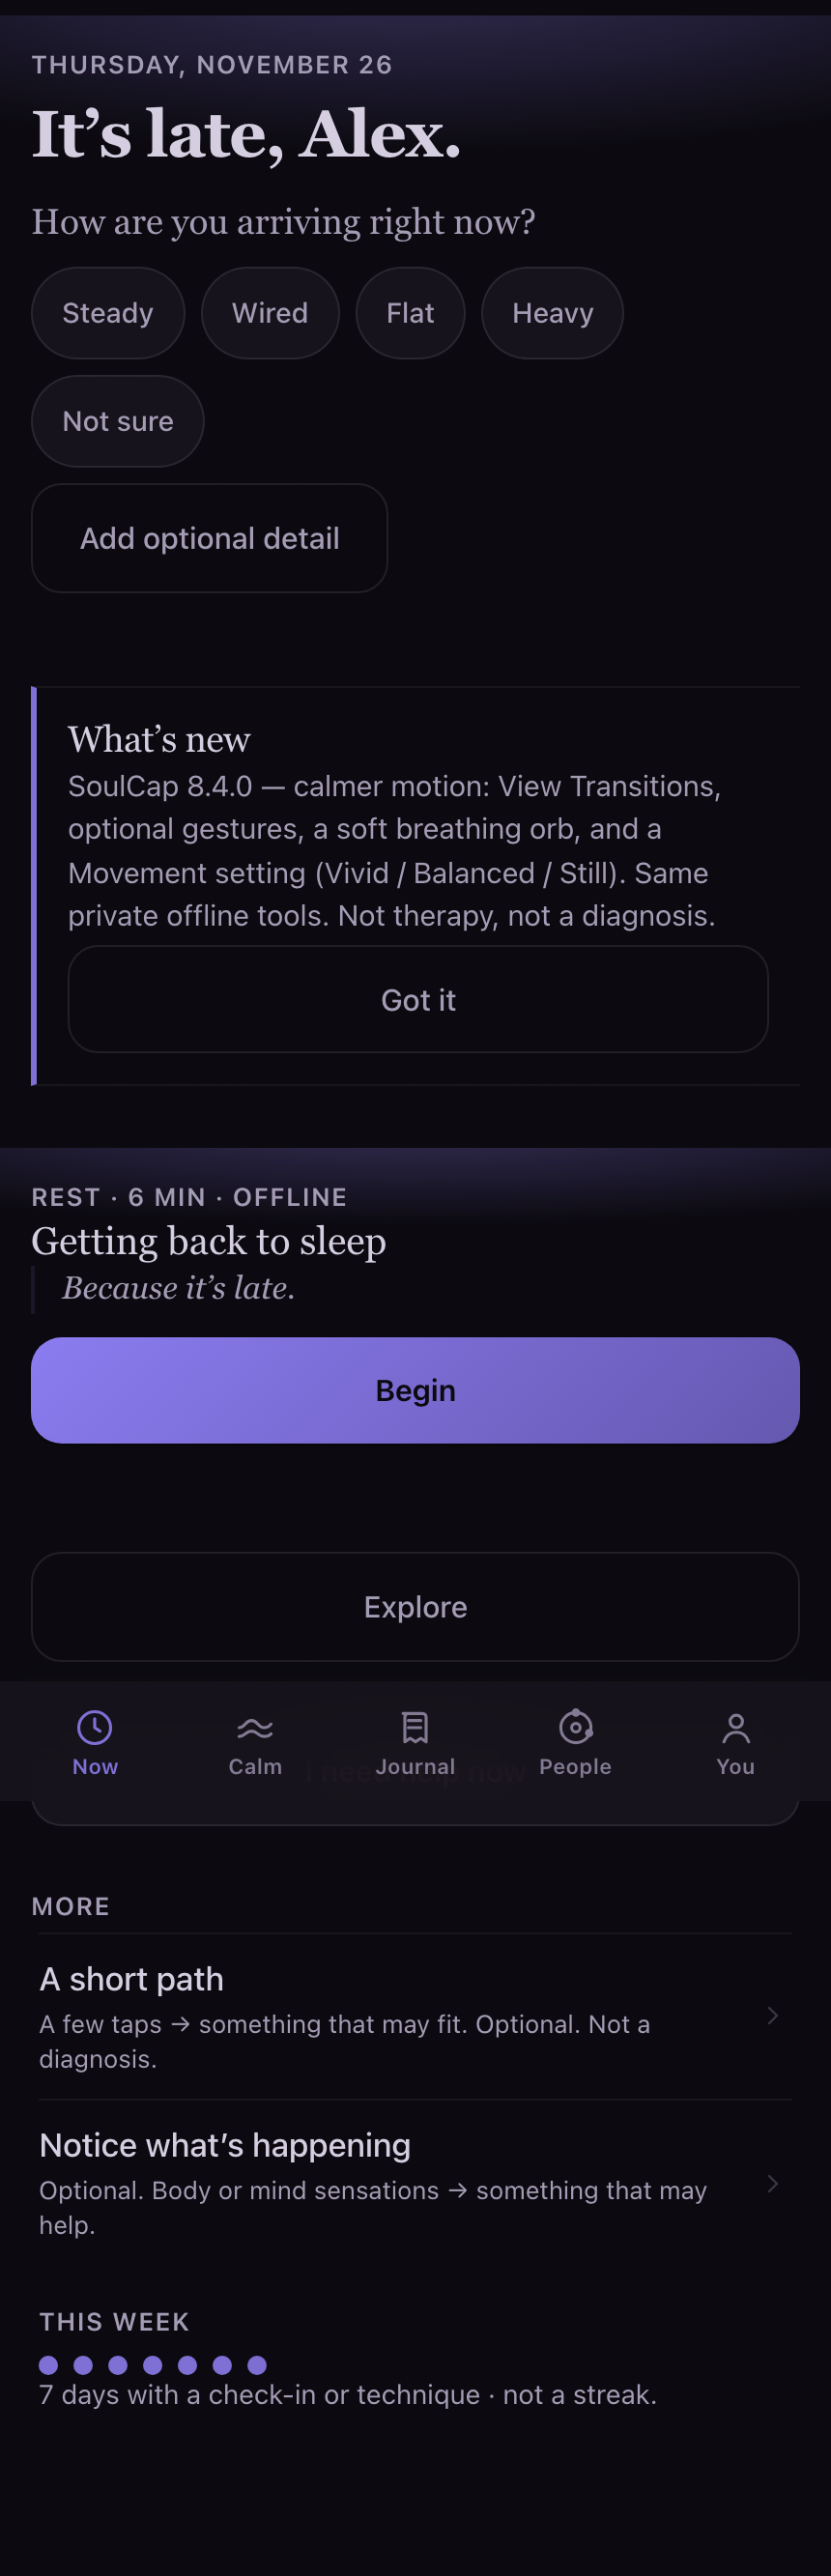 THURSDAY, NOVEMBER 26
It’s late, Alex.
How are you arriving right now?
Steady
Wired
Flat
Heavy
Not sure
Add optional detail
What’s new
SoulCap 8.4.0 — calmer motion: View Transitions,
optional gestures, a soft breathing orb, and a
Movement setting (Vivid / Balanced / Still). Same
private offline tools. Not therapy, not a diagnosis.
Got it
REST · 6 MIN · OFFLINE
Getting back to sleep
Because it’s late.
Begin
Explore
I need help now
Now
Calm
Journal
People
You
MORE
A short path
A few taps → something that may fit. Optional. Not a
diagnosis.
Notice what’s happening
Optional. Body or mind sensations → something that may
help.
THIS WEEK
7 days with a check-in or technique · not a streak.